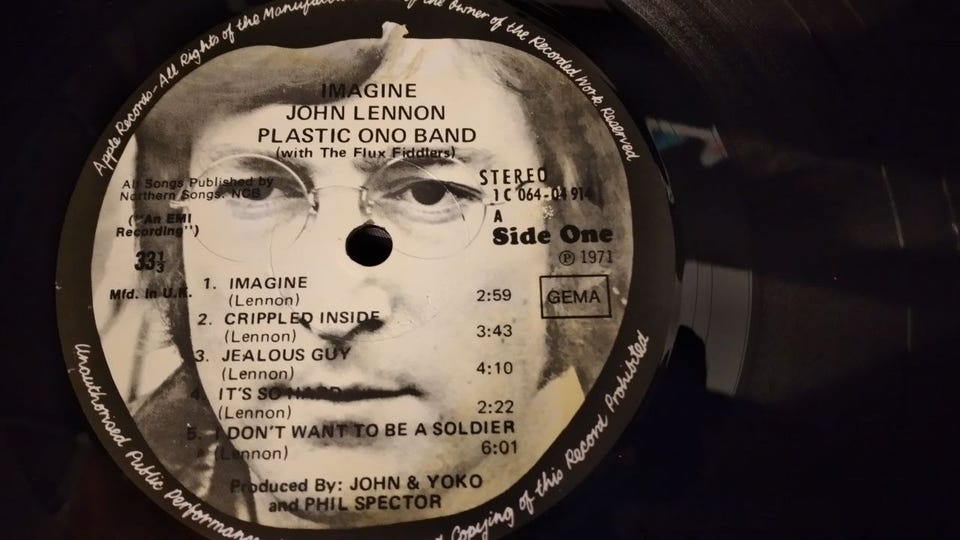 Apple Records-All Rights of the Manufacturer of the Owner of the Recorded Work Reserved
IMAGINE
JOHN LENNON
PLASTIC ONO BAND
(with The Flux Fiddlers)
All Songs Published by
Northern Songs. NCB
("An EMI
Recording")
33⅓
Mfd. in U.K.
STEREO
1C 064-04 914
A
Side One
℗ 1971
GEMA
1. IMAGINE
(Lennon)
2:59
2. CRIPPLED INSIDE
(Lennon)
3:43
3. JEALOUS GUY
(Lennon)
4:10
4. IT'S SO HARD
(Lennon)
2:22
5. I DON'T WANT TO BE A SOLDIER
(Lennon)
6:01
Produced By: JOHN & YOKO
and PHIL SPECTOR
Unauthorised Public Performance
Copying of this Record Prohibited